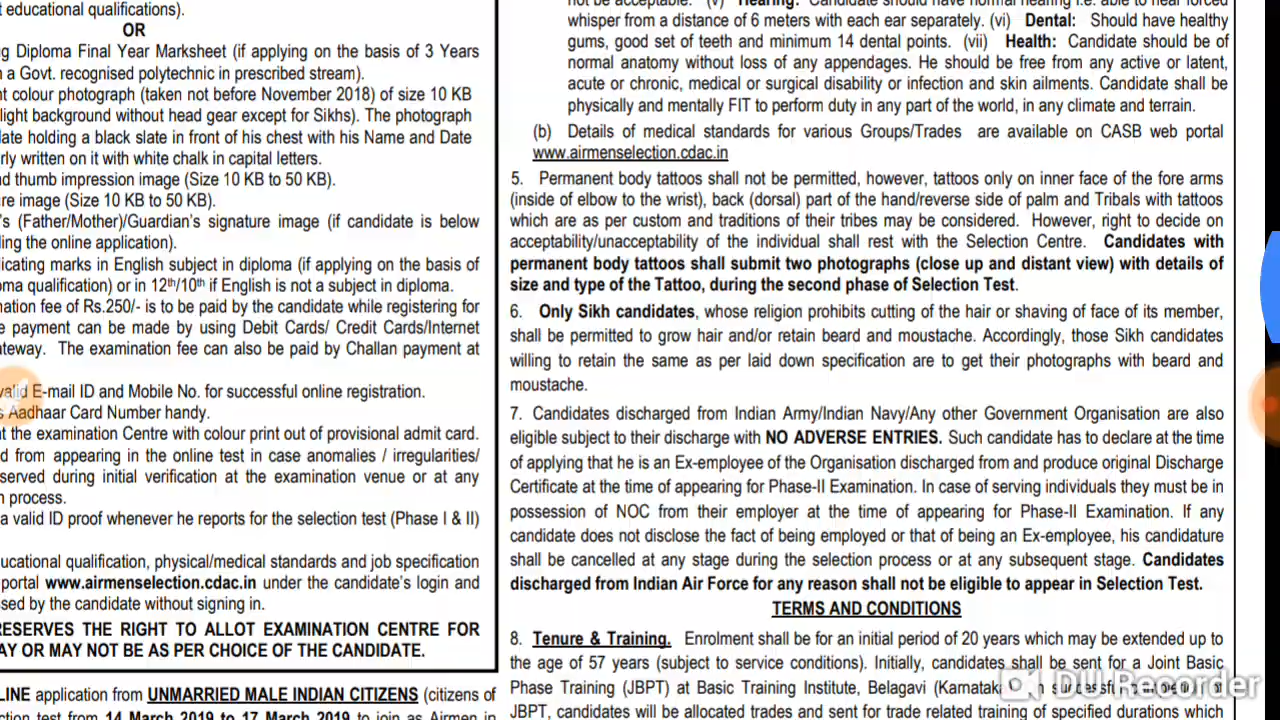 t educational qualifications).
OR
g Diploma Final Year Marksheet (if applying on the basis of 3 Years
n a Govt. recognised polytechnic in prescribed stream).
nt colour photograph (taken not before November 2018) of size 10 KB
light background without head gear except for Sikhs). The photograph
date holding a black slate in front of his chest with his Name and Date
rly written on it with white chalk in capital letters.
nd thumb impression image (Size 10 KB to 50 KB).
re image (Size 10 KB to 50 KB).
's (Father/Mother)/Guardian's signature image (if candidate is below
ling the online application).
licating marks in English subject in diploma (if applying on the basis of
oma qualification) or in 12th/10th if English is not a subject in diploma.
nation fee of Rs.250/- is to be paid by the candidate while registering for
e payment can be made by using Debit Cards/ Credit Cards/Internet
ateway. The examination fee can also be paid by Challan payment at
valid E-mail ID and Mobile No. for successful online registration.
s Aadhaar Card Number handy.
at the examination Centre with colour print out of provisional admit card.
d from appearing in the online test in case anomalies / irregularities/
served during initial verification at the examination venue or at any
n process.
a valid ID proof whenever he reports for the selection test (Phase I & II)
ducational qualification, physical/medical standards and job specification
portal www.airmenselection.cdac.in under the candidate's login and
ssed by the candidate without signing in.
RESERVES THE RIGHT TO ALLOT EXAMINATION CENTRE FOR
AY OR MAY NOT BE AS PER CHOICE OF THE CANDIDATE.
LINE application from UNMARRIED MALE INDIAN CITIZENS (citizens of
ction test from 14 March 2019 to 17 March 2019 to join as Airmen in
not be acceptable. (v) Hearing: Candidate should have normal hearing i.e. able to hear forced
whisper from a distance of 6 meters with each ear separately. (vi) Dental: Should have healthy
gums, good set of teeth and minimum 14 dental points. (vii) Health: Candidate should be of
normal anatomy without loss of any appendages. He should be free from any active or latent,
acute or chronic, medical or surgical disability or infection and skin ailments. Candidate shall be
physically and mentally FIT to perform duty in any part of the world, in any climate and terrain.
(b) Details of medical standards for various Groups/Trades are available on CASB web portal
www.airmenselection.cdac.in
5. Permanent body tattoos shall not be permitted, however, tattoos only on inner face of the fore arms
(inside of elbow to the wrist), back (dorsal) part of the hand/reverse side of palm and Tribals with tattoos
which are as per custom and traditions of their tribes may be considered. However, right to decide on
acceptability/unacceptability of the individual shall rest with the Selection Centre. Candidates with
permanent body tattoos shall submit two photographs (close up and distant view) with details of
size and type of the Tattoo, during the second phase of Selection Test.
6. Only Sikh candidates, whose religion prohibits cutting of the hair or shaving of face of its member,
shall be permitted to grow hair and/or retain beard and moustache. Accordingly, those Sikh candidates
willing to retain the same as per laid down specification are to get their photographs with beard and
moustache.
7. Candidates discharged from Indian Army/Indian Navy/Any other Government Organisation are also
eligible subject to their discharge with NO ADVERSE ENTRIES. Such candidate has to declare at the time
of applying that he is an Ex-employee of the Organisation discharged from and produce original Discharge
Certificate at the time of appearing for Phase-II Examination. In case of serving individuals they must be in
possession of NOC from their employer at the time of appearing for Phase-II Examination. If any
candidate does not disclose the fact of being employed or that of being an Ex-employee, his candidature
shall be cancelled at any stage during the selection process or at any subsequent stage. Candidates
discharged from Indian Air Force for any reason shall not be eligible to appear in Selection Test.
TERMS AND CONDITIONS
8. Tenure & Training. Enrolment shall be for an initial period of 20 years which may be extended up to
the age of 57 years (subject to service conditions). Initially, candidates shall be sent for a Joint Basic
Phase Training (JBPT) at Basic Training Institute, Belagavi (Karnataka)
JBPT, candidates will be allocated trades and sent for trade related training of specified durations which
DU Recorder